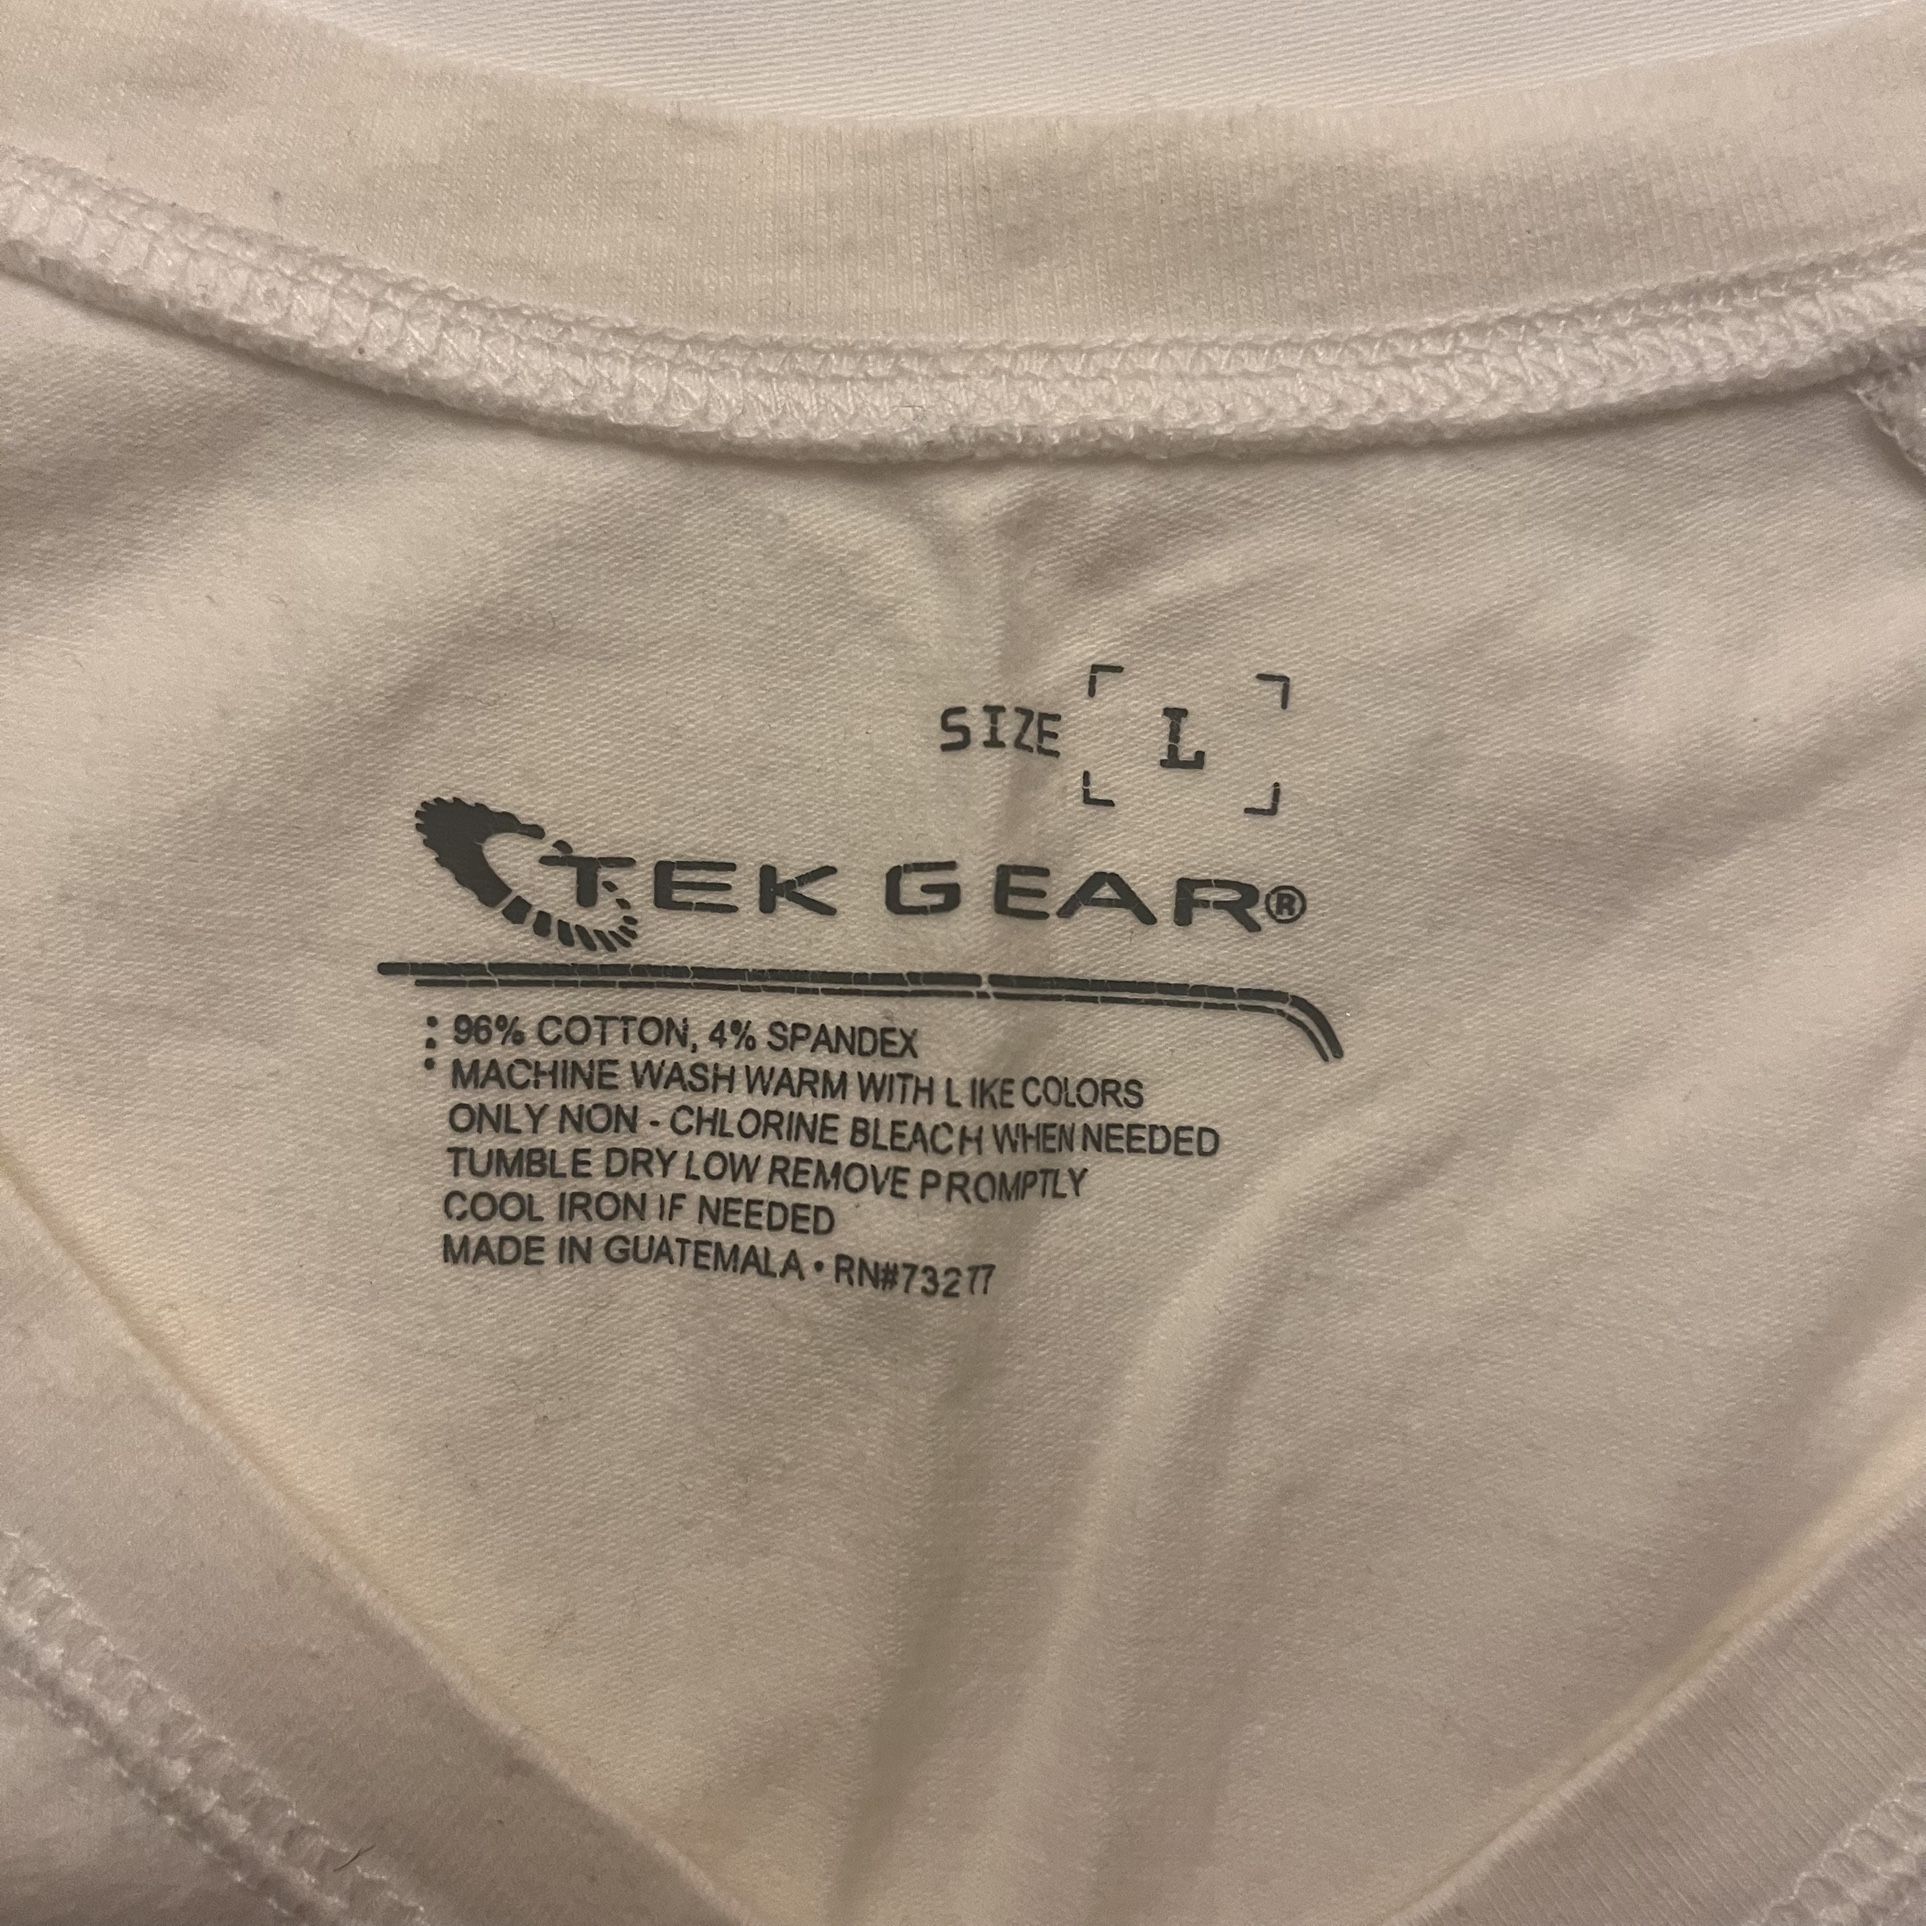 SIZE L
TEK GEAR®
96% COTTON, 4% SPANDEX
MACHINE WASH WARM WITH LIKE COLORS
ONLY NON - CHLORINE BLEACH WHEN NEEDED
TUMBLE DRY LOW REMOVE PROMPTLY
COOL IRON IF NEEDED
MADE IN GUATEMALA • RN#73277